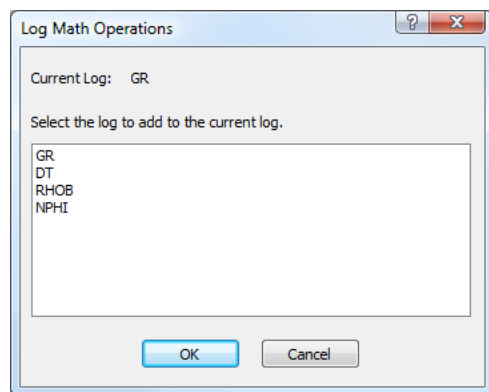 Log Math Operations
Current Log: GR
Select the log to add to the current log.
GR
DT
RHOB
NPHI
OK Cancel